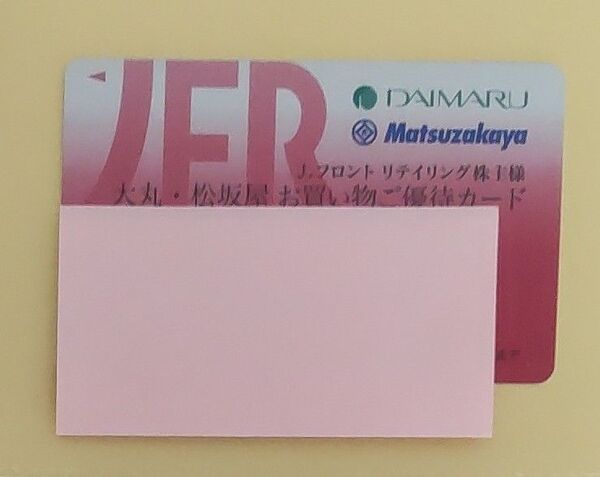 JFR
DAIMARU
Matsuzakaya
J.フロント リテイリング株主様
大丸・松坂屋 お買い物ご優待カード